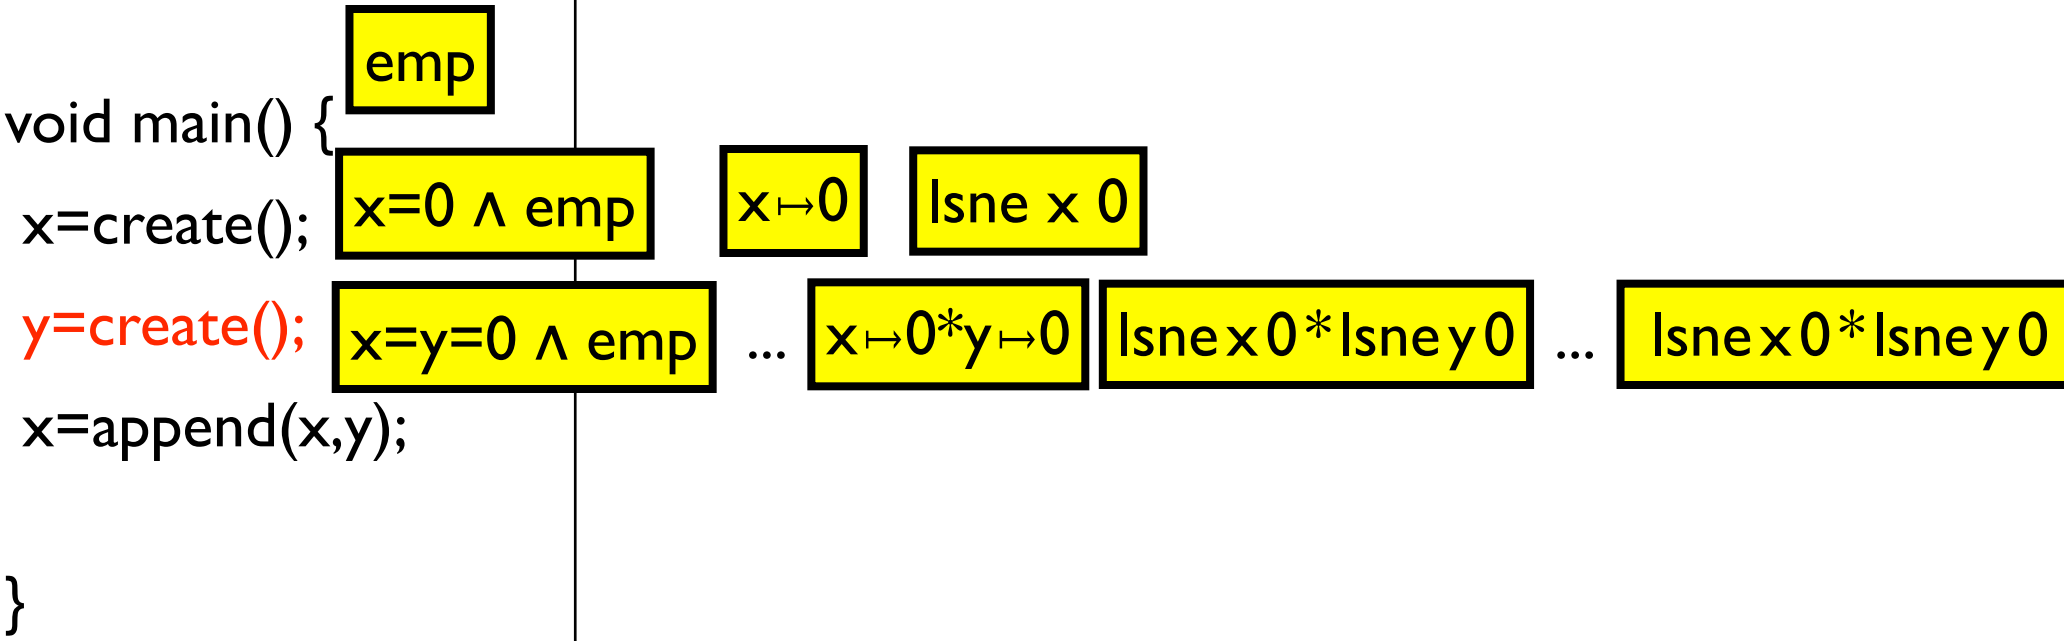 emp
void main() {
x=create(); x=0 ∧ emp x↦0 lsne x 0
y=create(); x=y=0 ∧ emp ... x↦0*y↦0 lsne x 0 * lsne y 0 ... lsne x 0 * lsne y 0
x=append(x,y);
}